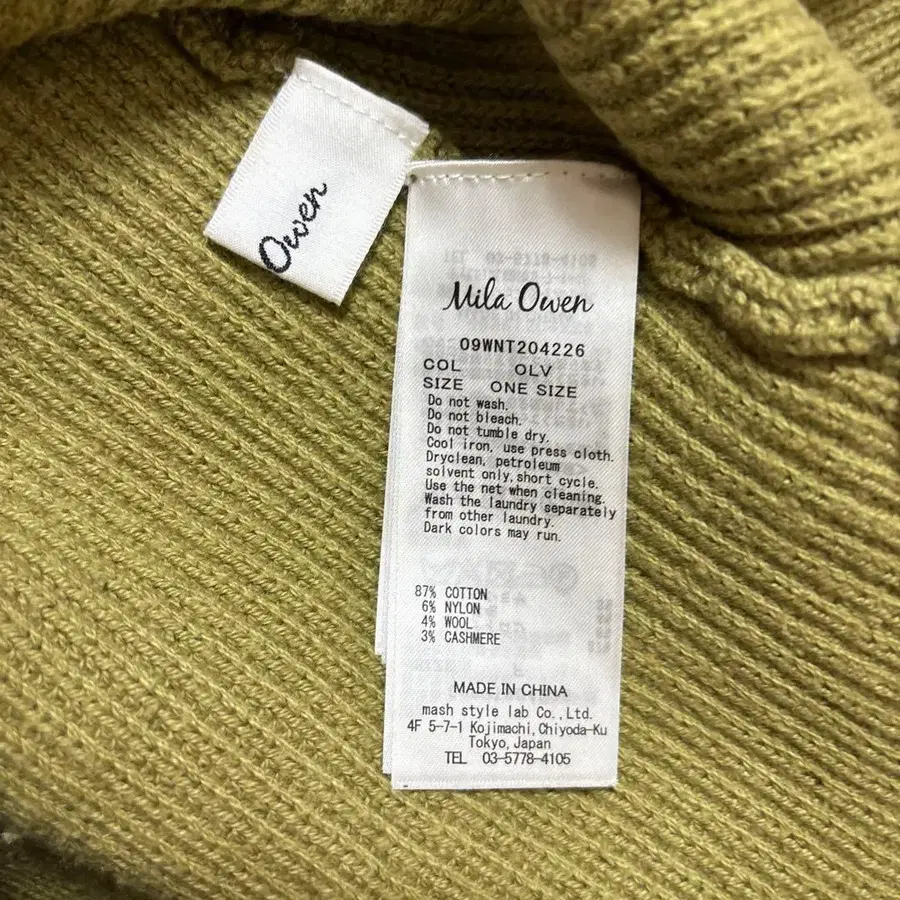 Owen
Mila Owen
09WNT204226
COL OLV
SIZE ONE SIZE
Do not wash.
Do not bleach.
Do not tumble dry.
Cool iron, use press cloth.
Dryclean, petroleum
solvent only, short cycle.
Use the net when cleaning.
Wash the laundry separately
from other laundry.
Dark colors may run.
87% COTTON
6% NYLON
4% WOOL
3% CASHMERE
MADE IN CHINA
mash style lab Co., Ltd.
4F 5-7-1 Kojimachi, Chiyoda-Ku
Tokyo, Japan
TEL 03-5778-4105